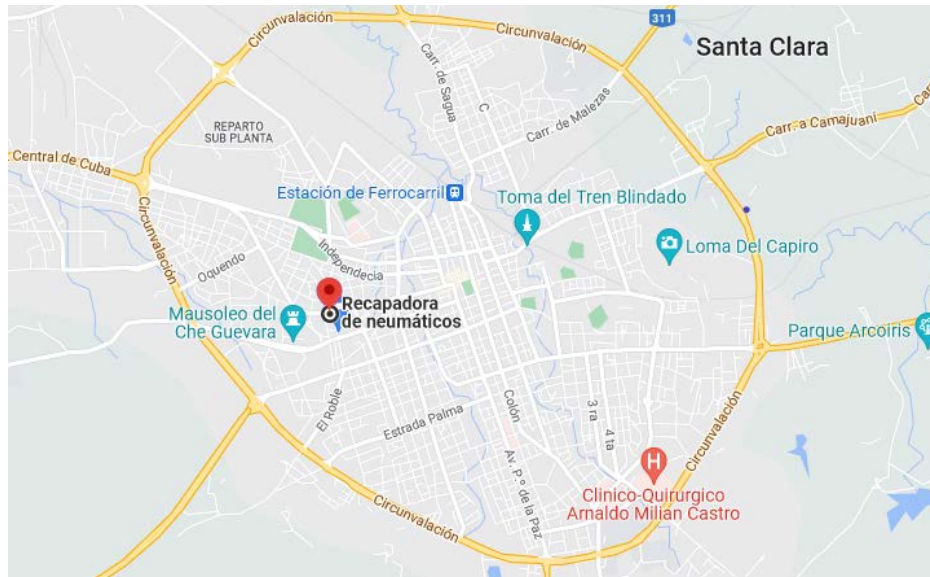 Circunvalación
Circunvalación
311
Santa Clara
Carr. de Sagua
C
Carr. de Malezas
REPARTO
SUB PLANTA
Carr. a Camajuaní
Central de Cuba
Estación de Ferrocarril
Toma del Tren Blindado
Circunvalación
Independecia
Loma Del Capiro
Oquendo
Recapadora
de neumáticos
Mausoleo del
Che Guevara
Parque Arcoiris
El Roble
Estrada Palma
Colón
3 ra
4 ta
Circunvalación
Av. P.º de la Paz
H
Clinico-Quirurgico
Arnaldo Milian Castro
Circunvalación